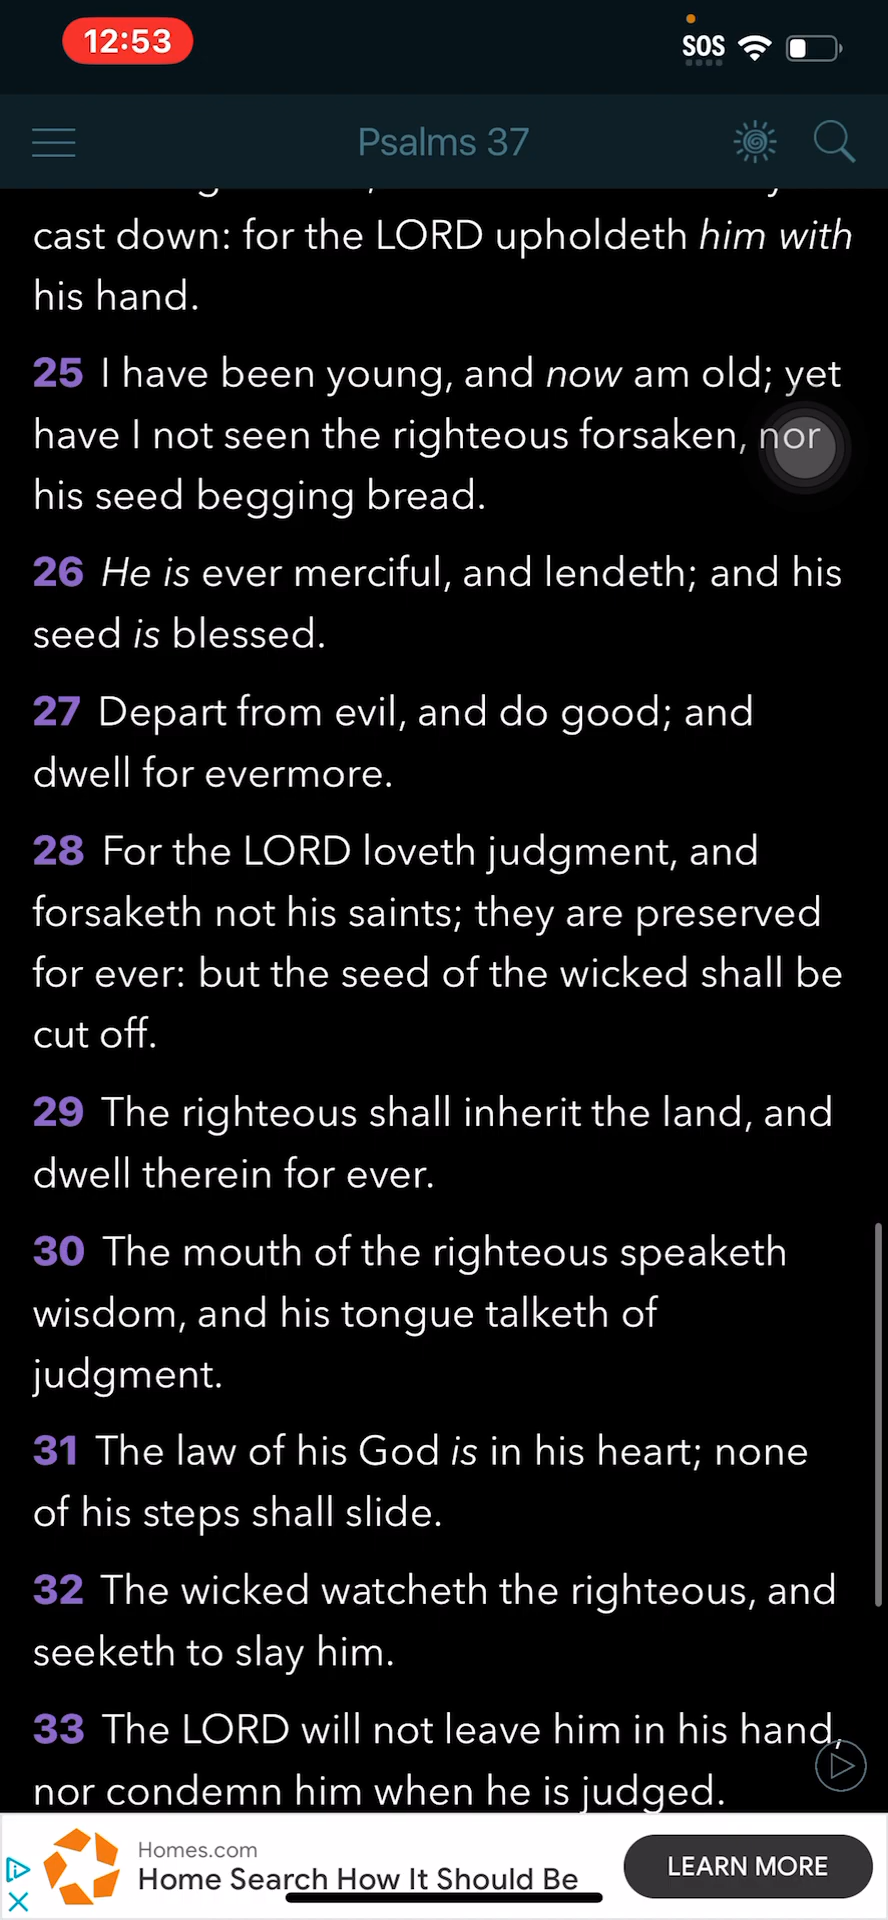 12:53
SOS
Psalms 37
cast down: for the LORD upholdeth him with
his hand.
25 I have been young, and now am old; yet
have I not seen the righteous forsaken, nor
his seed begging bread.
26 He is ever merciful, and lendeth; and his
seed is blessed.
27 Depart from evil, and do good; and
dwell for evermore.
28 For the LORD loveth judgment, and
forsaketh not his saints; they are preserved
for ever: but the seed of the wicked shall be
cut off.
29 The righteous shall inherit the land, and
dwell therein for ever.
30 The mouth of the righteous speaketh
wisdom, and his tongue talketh of
judgment.
31 The law of his God is in his heart; none
of his steps shall slide.
32 The wicked watcheth the righteous, and
seeketh to slay him.
33 The LORD will not leave him in his hand,
nor condemn him when he is judged.
Homes.com
Home Search How It Should Be
LEARN MORE